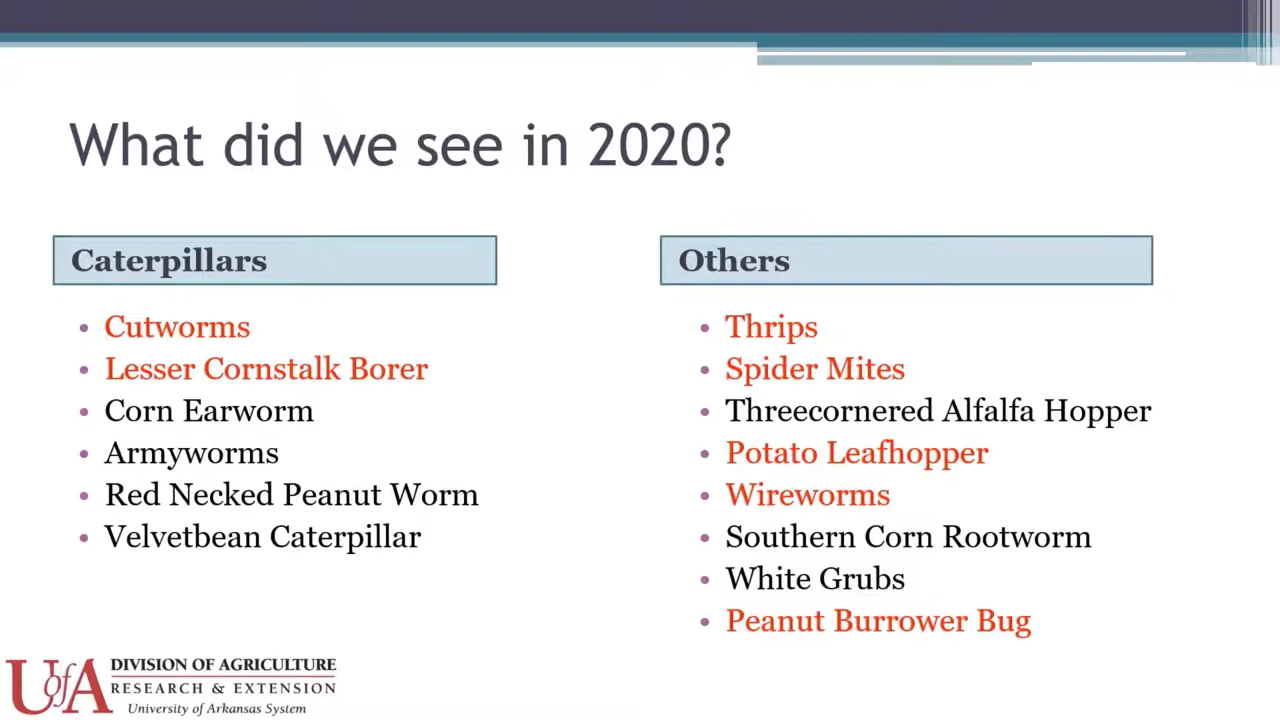 What did we see in 2020?
Caterpillars
• Cutworms
• Lesser Cornstalk Borer
• Corn Earworm
• Armyworms
• Red Necked Peanut Worm
• Velvetbean Caterpillar
Others
• Thrips
• Spider Mites
• Threecornered Alfalfa Hopper
• Potato Leafhopper
• Wireworms
• Southern Corn Rootworm
• White Grubs
• Peanut Burrower Bug
UofA
DIVISION OF AGRICULTURE
RESEARCH & EXTENSION
University of Arkansas System